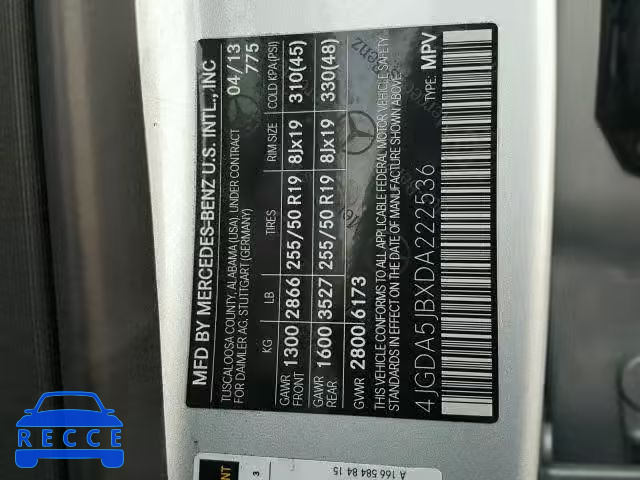 MFD BY MERCEDES-BENZ U.S. INTL., INC
TUSCALOOSA COUNTY, ALABAMA (USA), UNDER CONTRACT 04/13
FOR DAIMLER AG, STUTTGART (GERMANY) 775
KG LB TIRES RIM SIZE COLD KPA(PSI)
GAWR FRONT 1300 2866 255/50 R19 8Jx19 310(45)
GAWR REAR 1600 3527 255/50 R19 8Jx19 330(48)
GVWR 2800 6173
THIS VEHICLE CONFORMS TO ALL APPLICABLE FEDERAL MOTOR VEHICLE SAFETY
STANDARDS IN EFFECT ON THE DATE OF MANUFACTURE SHOWN ABOVE.
4JGDA5JBXDA222536 TYPE: MPV
A 166 584 84 15
3
RECCE